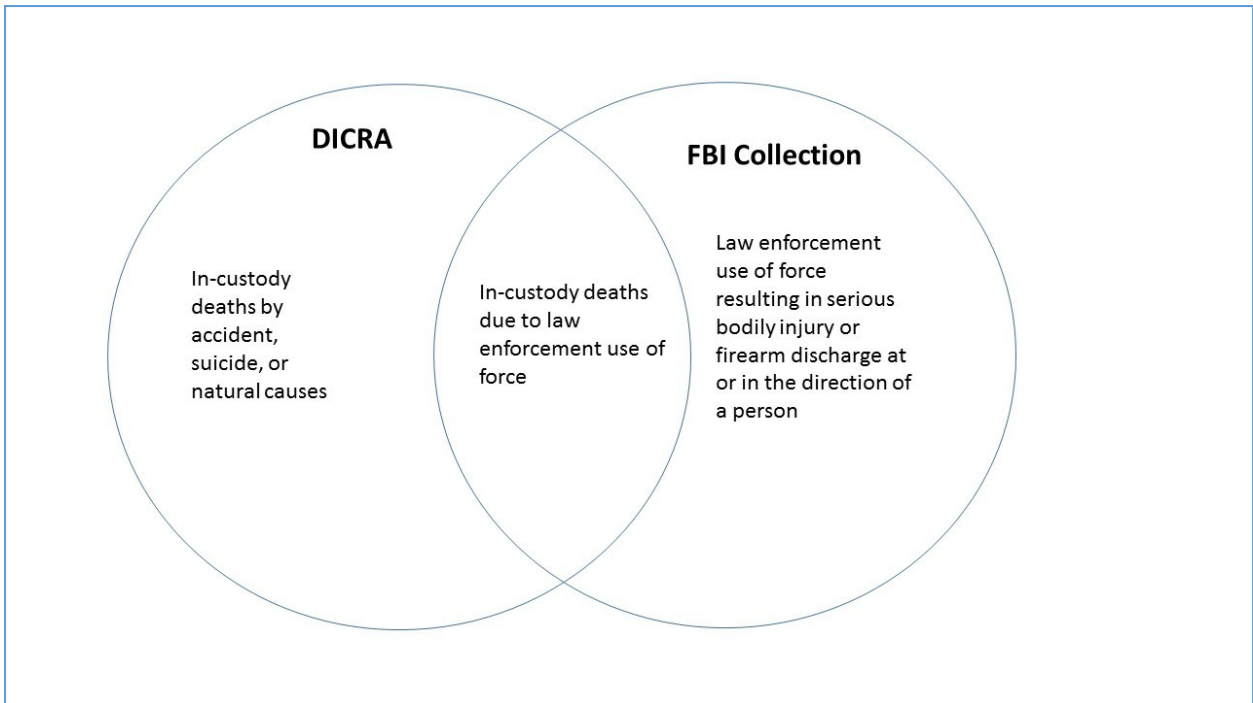 DICRA
In-custody
deaths by
accident,
suicide, or
natural causes
In-custody deaths
due to law
enforcement use of
force
FBI Collection
Law enforcement
use of force
resulting in serious
bodily injury or
firearm discharge at
or in the direction of
a person